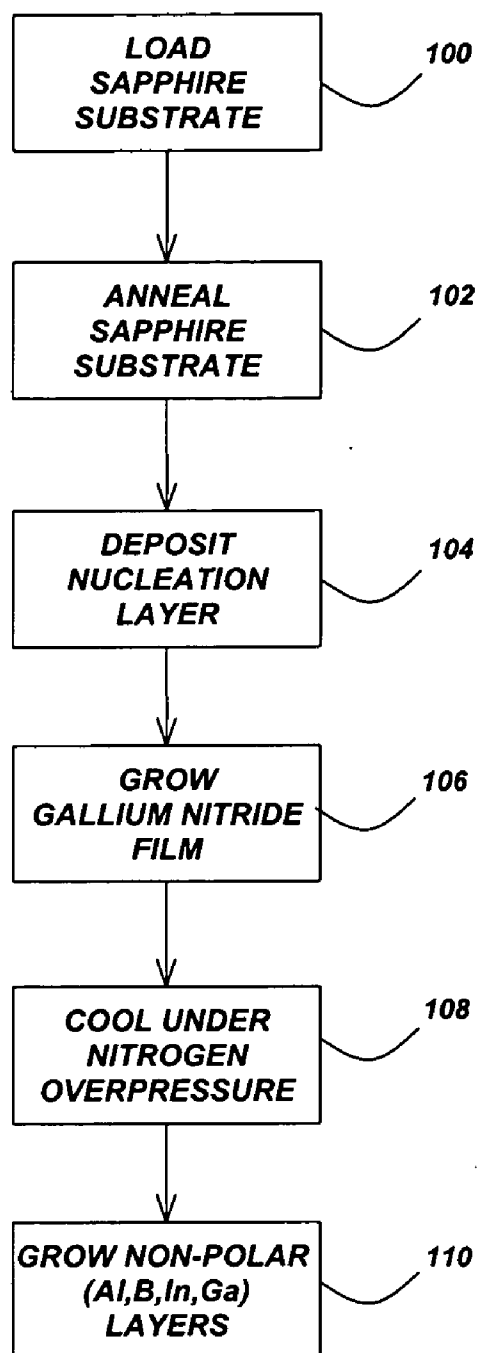 LOAD
SAPPHIRE
SUBSTRATE
100
ANNEAL
SAPPHIRE
SUBSTRATE
102
DEPOSIT
NUCLEATION
LAYER
104
GROW
GALLIUM NITRIDE
FILM
106
COOL UNDER
NITROGEN
OVERPRESSURE
108
GROW NON-POLAR
(Al,B,In,Ga)
LAYERS
110